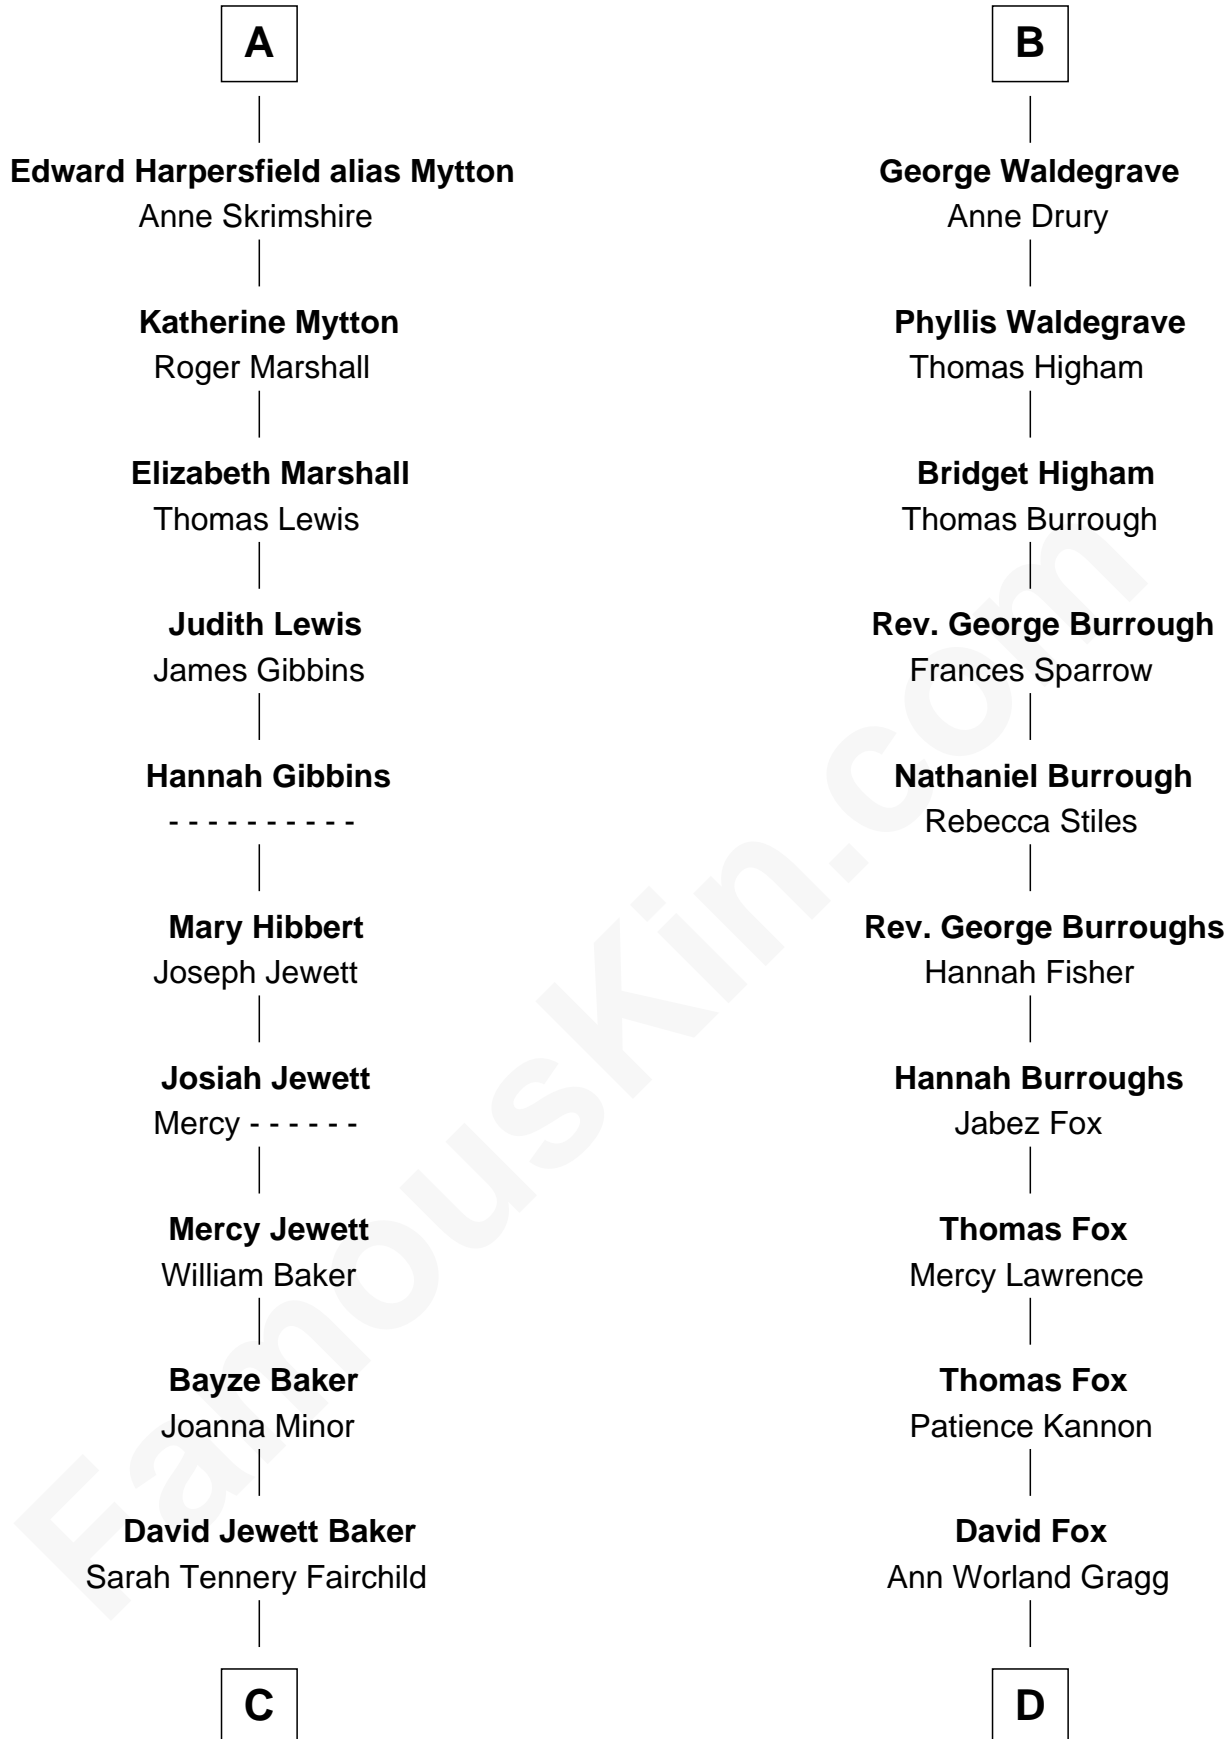 A
Edward Harpersfield alias Mytton
Anne Skrimshire
Katherine Mytton
Roger Marshall
Elizabeth Marshall
Thomas Lewis
Judith Lewis
James Gibbins
Hannah Gibbins
- - - - - - - - - -
Mary Hibbert
Joseph Jewett
Josiah Jewett
Mercy - - - - - -
Mercy Jewett
William Baker
Bayze Baker
Joanna Minor
David Jewett Baker
Sarah Tennery Fairchild
C
B
George Waldegrave
Anne Drury
Phyllis Waldegrave
Thomas Higham
Bridget Higham
Thomas Burrough
Rev. George Burrough
Frances Sparrow
Nathaniel Burrough
Rebecca Stiles
Rev. George Burroughs
Hannah Fisher
Hannah Burroughs
Jabez Fox
Thomas Fox
Mercy Lawrence
Thomas Fox
Patience Kannon
David Fox
Ann Worland Gragg
D
FamousKin.com